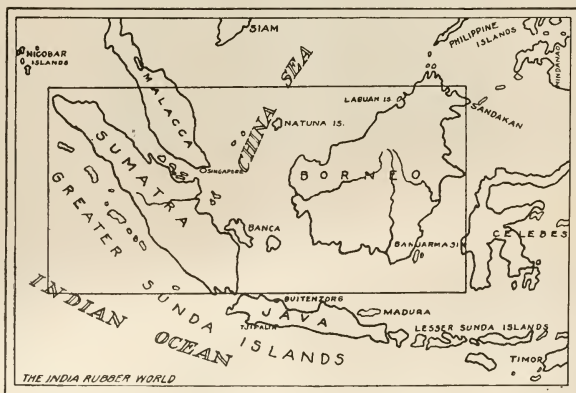 SIAM
NICOBAR
ISLANDS
PHILIPPINE
ISLANDS
MINDANAO
MALACCA
CHINA SEA
LABUAN IS.
SANDAKAN
NATUNA IS.
SUMATRA
SINGAPORE
BORNEO
GREATER SUNDA ISLANDS
BANCA
BANJARMASI
CELEBES
INDIAN OCEAN
BUITENZORG
JAVA
MADURA
LESSER SUNDA ISLANDS
TIMOR
THE INDIA RUBBER WORLD